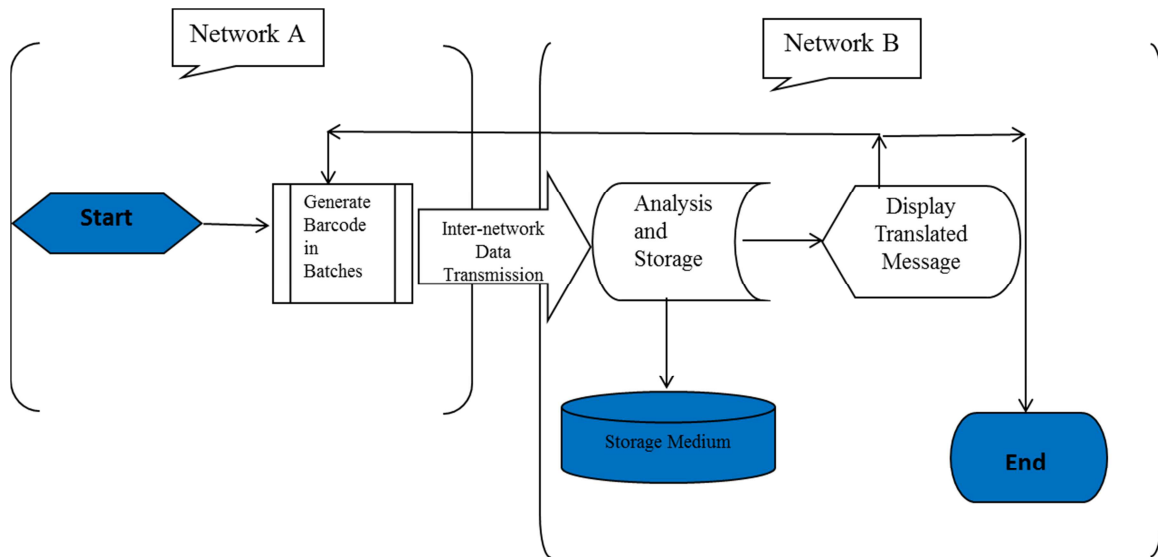 Network A
Network B
Start
Generate
Barcode
in
Batches
Inter-network
Data
Transmission
Analysis
and
Storage
Display
Translated
Message
Storage Medium
End